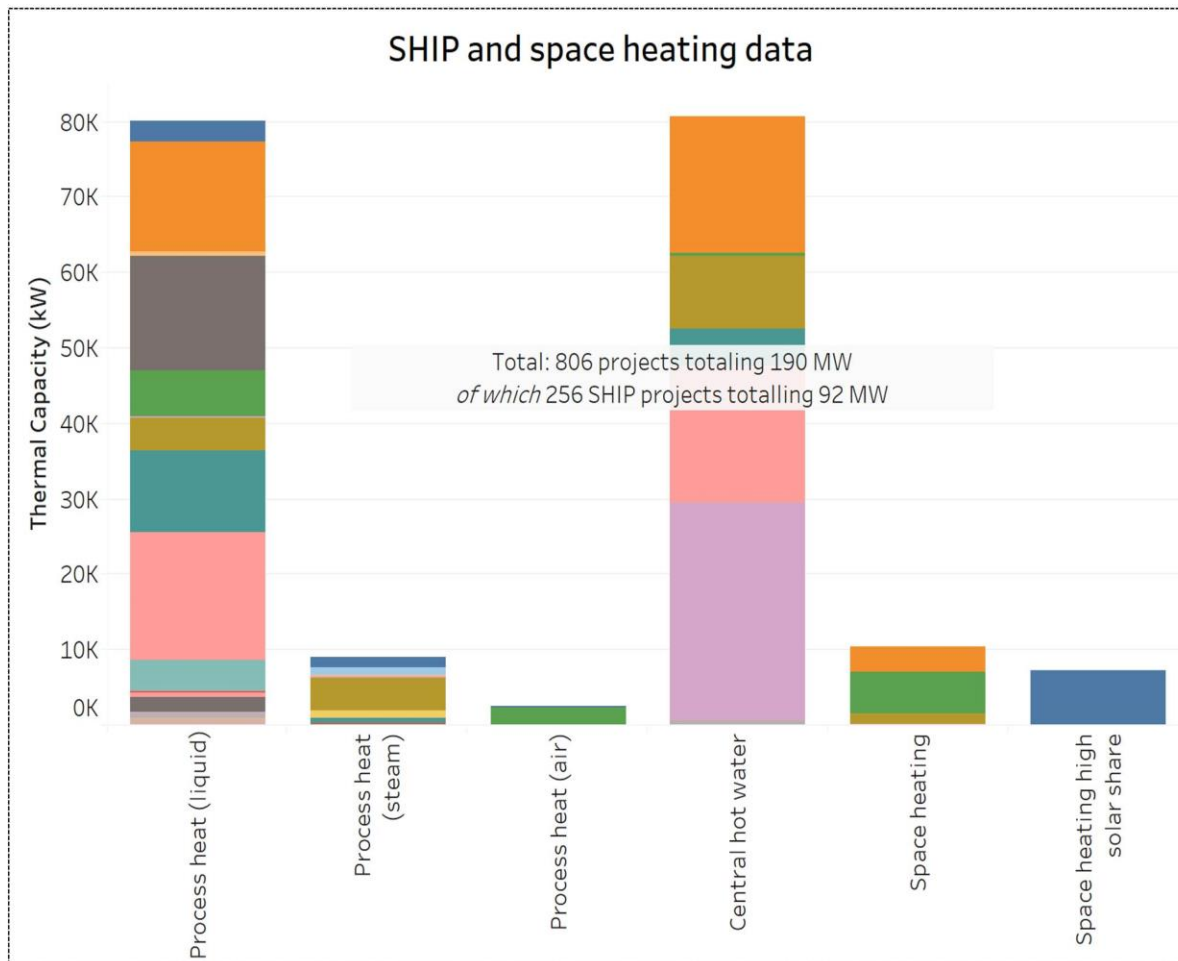 SHIP and space heating data
Thermal Capacity (kW)
80K
70K
60K
50K
40K
30K
20K
10K
0K
Total: 806 projects totaling 190 MW
of which 256 SHIP projects totalling 92 MW
Process heat (liquid)
Process heat
(steam)
Process heat (air)
Central hot water
Space heating
Space heating high
solar share